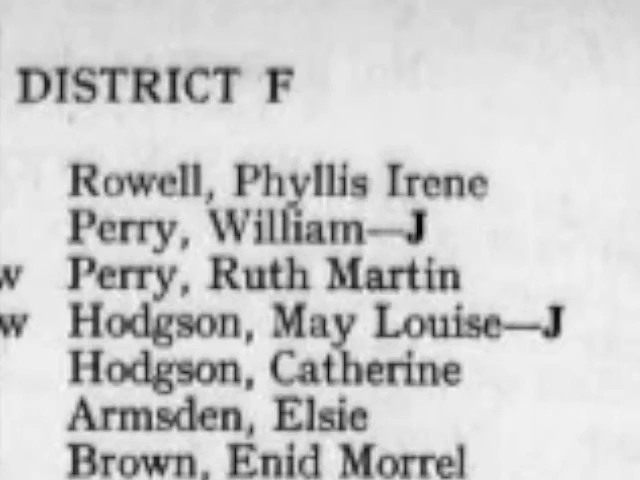 DISTRICT F
Rowell, Phyllis Irene
Perry, William—J
w Perry, Ruth Martin
w Hodgson, May Louise—J
Hodgson, Catherine
Armsden, Elsie
Brown, Enid Morrel